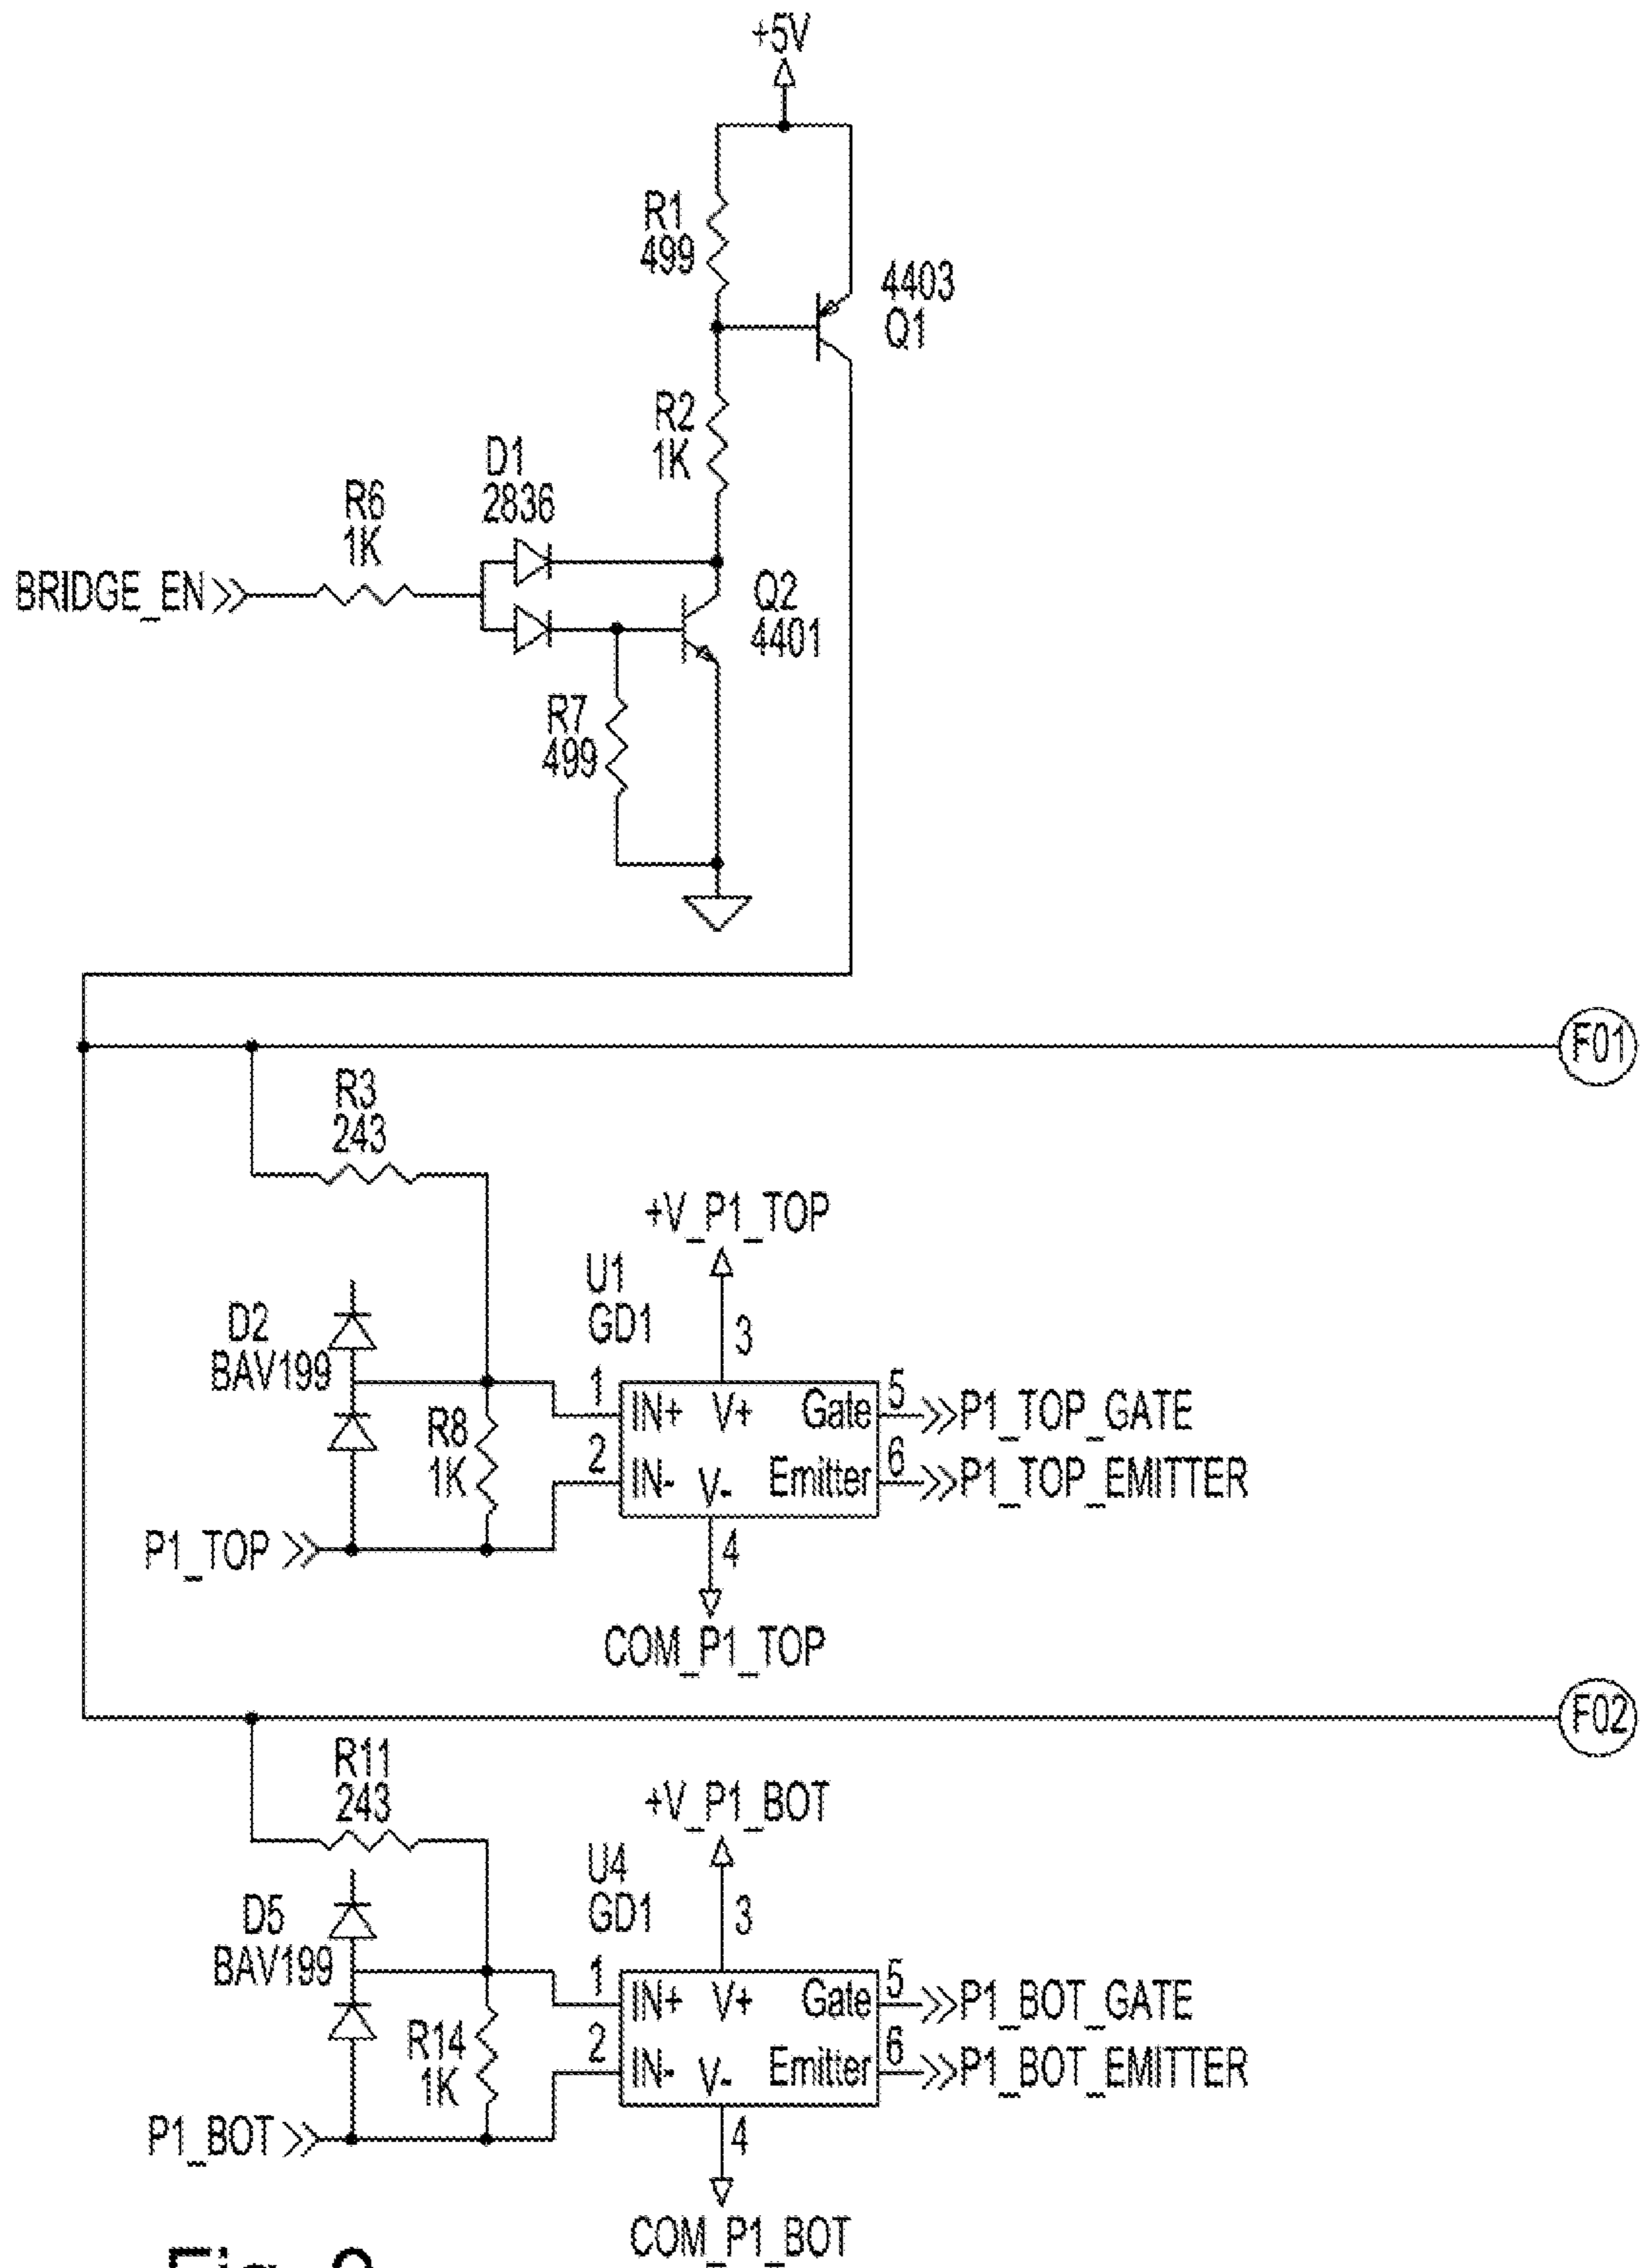 +5V
R1
499
4403
Q1
R2
1K
D1
2836
R6
1K
BRIDGE_EN
Q2
4401
R7
499
F01
R3
243
+V_P1_TOP
U1
GD1
3
D2
BAV199
1
IN+
V+
Gate
5
P1_TOP_GATE
R8
1K
2
IN-
V-
Emitter
6
P1_TOP_EMITTER
P1_TOP
4
COM_P1_TOP
F02
R11
243
+V_P1_BOT
U4
GD1
3
D5
BAV199
1
IN+
V+
Gate
5
P1_BOT_GATE
R14
1K
2
IN-
V-
Emitter
6
P1_BOT_EMITTER
P1_BOT
4
COM_P1_BOT